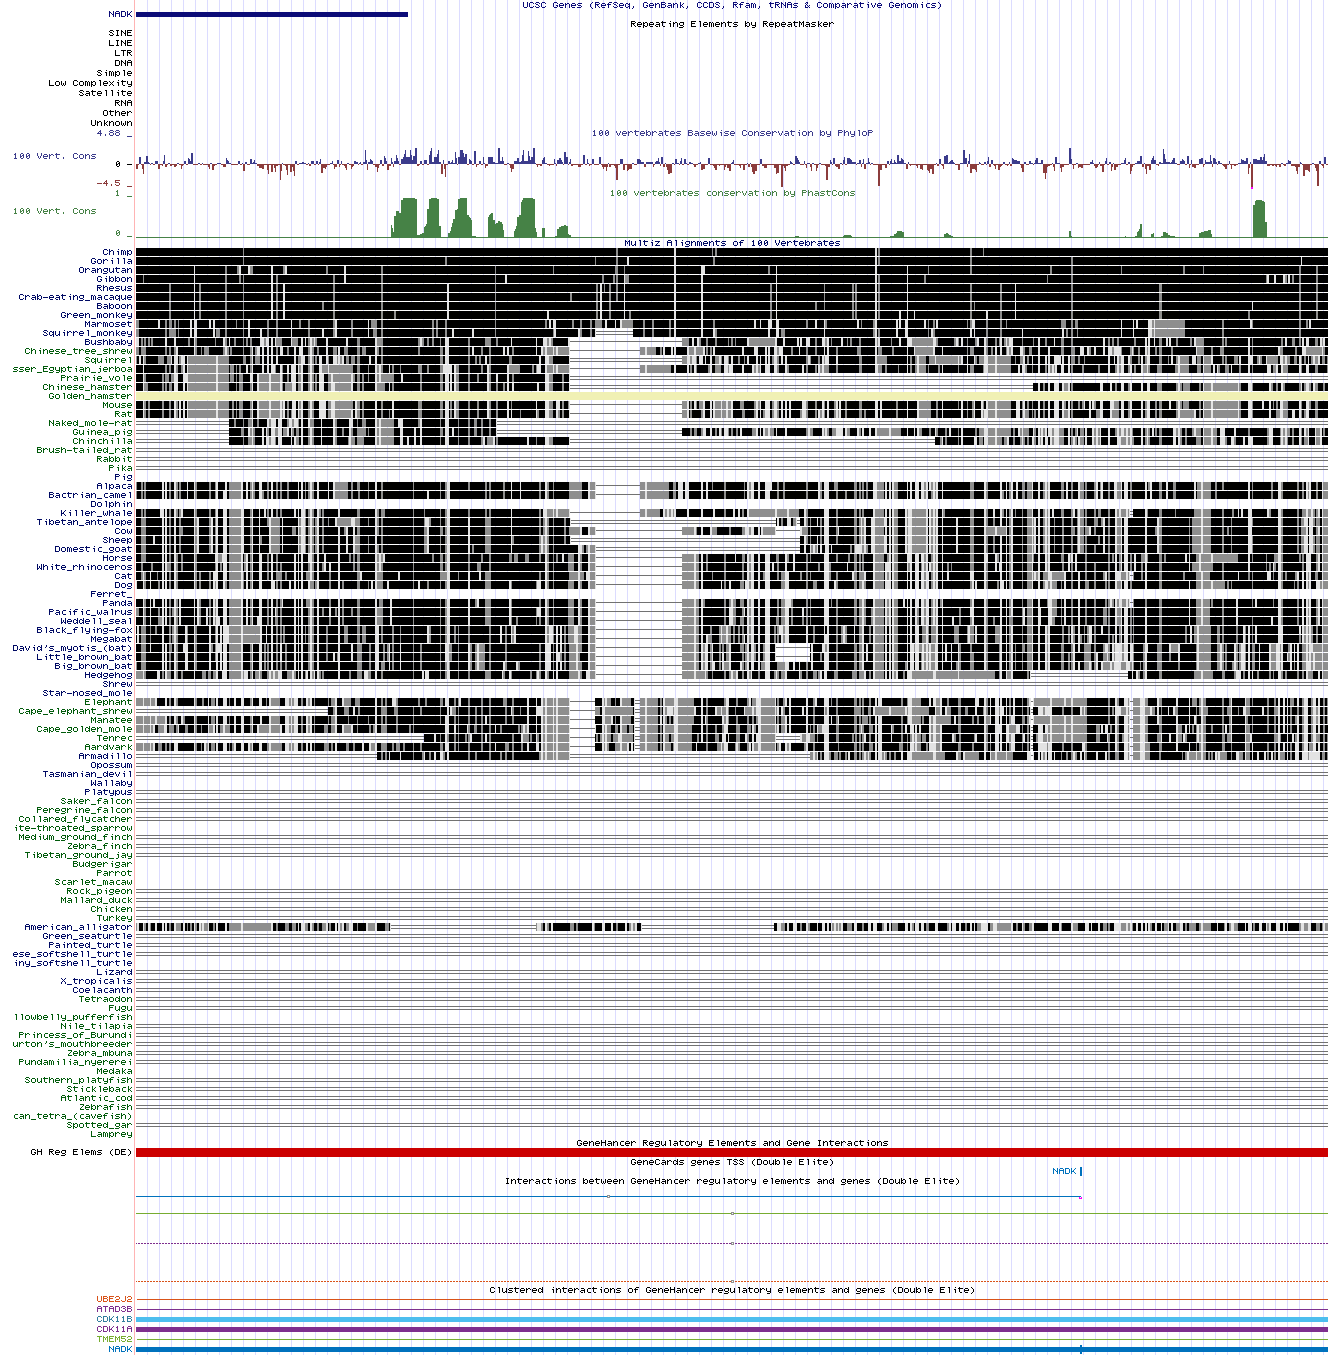 UCSC Genes (RefSeq, GenBank, CCDS, Rfam, tRNAs & Comparative Genomics)
NADK
Repeating Elements by RepeatMasker
SINE
LINE
LTR
DNA
Simple
Low Complexity
Satellite
RNA
Other
Unknown
4.88 _
100 vertebrates Basewise Conservation by PhyloP
100 Vert. Cons
0 _
-4.5 _
100 vertebrates conservation by PhastCons
1 _
100 Vert. Cons
0 _
Multiz Alignments of 100 Vertebrates
Chimp
Gorilla
Orangutan
Gibbon
Rhesus
Crab-eating_macaque
Baboon
Green_monkey
Marmoset
Squirrel_monkey
Bushbaby
Chinese_tree_shrew
Squirrel
sser_Egyptian_jerboa
Prairie_vole
Chinese_hamster
Golden_hamster
Mouse
Rat
Naked_mole-rat
Guinea_pig
Chinchilla
Brush-tailed_rat
Rabbit
Pika
Pig
Alpaca
Bactrian_camel
Dolphin
Killer_whale
Tibetan_antelope
Cow
Sheep
Domestic_goat
Horse
White_rhinoceros
Cat
Dog
Ferret_
Panda
Pacific_walrus
Weddell_seal
Black_flying-fox
Megabat
David's_myotis_(bat)
Little_brown_bat
Big_brown_bat
Hedgehog
Shrew
Star-nosed_mole
Elephant
Cape_elephant_shrew
Manatee
Cape_golden_mole
Tenrec
Aardvark
Armadillo
Opossum
Tasmanian_devil
Wallaby
Platypus
Saker_falcon
Peregrine_falcon
Collared_flycatcher
ite-throated_sparrow
Medium_ground_finch
Zebra_finch
Tibetan_ground_jay
Budgerigar
Parrot
Scarlet_macaw
Rock_pigeon
Mallard_duck
Chicken
Turkey
American_alligator
Green_seaturtle
Painted_turtle
ese_softshell_turtle
iny_softshell_turtle
Lizard
X_tropicalis
Coelacanth
Tetraodon
Fugu
llowbelly_pufferfish
Nile_tilapia
Princess_of_Burundi
urton's_mouthbreeder
Zebra_mbuna
Pundamilia_nyererei
Medaka
Southern_platyfish
Stickleback
Atlantic_cod
Zebrafish
can_tetra_(cavefish)
Spotted_gar
Lamprey
GeneHancer Regulatory Elements and Gene Interactions
GH Reg Elems (DE)
GeneCards genes TSS (Double Elite)
NADK
Interactions between GeneHancer regulatory elements and genes (Double Elite)
Clustered interactions of GeneHancer regulatory elements and genes (Double Elite)
UBE2J2
ATAD3B
CDK11B
CDK11A
TMEM52
NADK